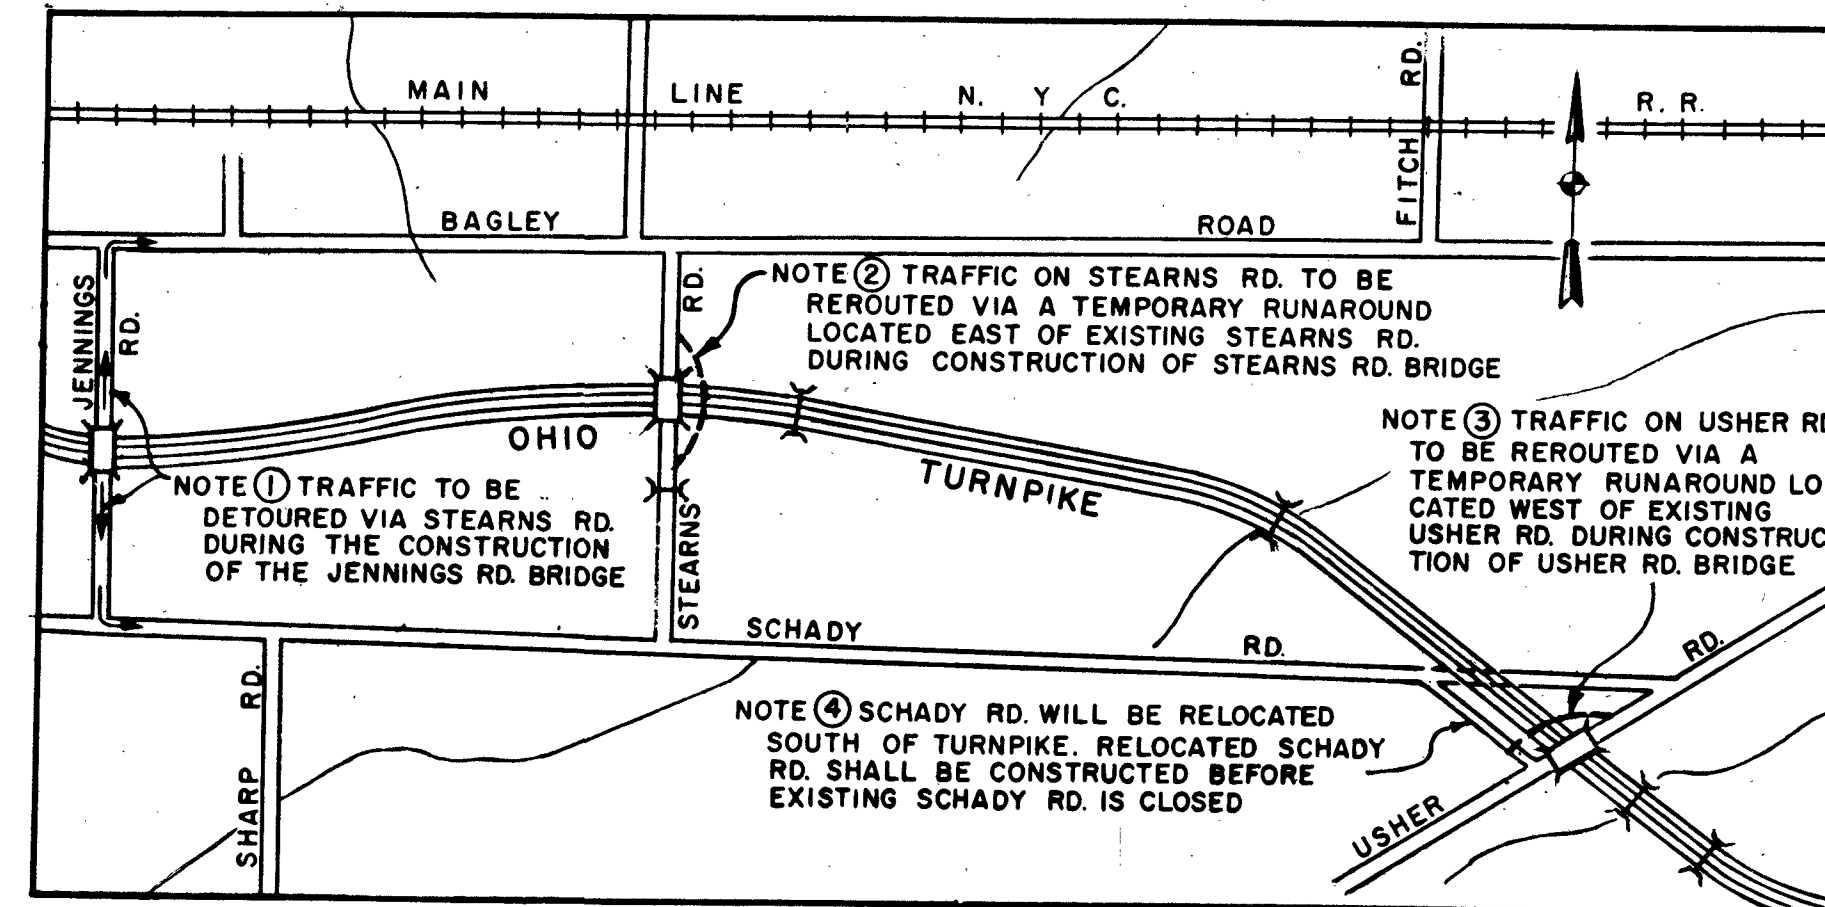 MAIN LINE N. Y. C. R. R.
FITCH RD.
BAGLEY ROAD
JENNINGS RD.
STEARNS RD.
NOTE ② TRAFFIC ON STEARNS RD. TO BE
REROUTED VIA A TEMPORARY RUNAROUND
LOCATED EAST OF EXISTING STEARNS RD.
DURING CONSTRUCTION OF STEARNS RD. BRIDGE
OHIO TURNPIKE
NOTE ③ TRAFFIC ON USHER RD
TO BE REROUTED VIA A
TEMPORARY RUNAROUND LO
CATED WEST OF EXISTING
USHER RD. DURING CONSTRUC
TION OF USHER RD. BRIDGE
NOTE ① TRAFFIC TO BE
DETOURED VIA STEARNS RD.
DURING THE CONSTRUCTION
OF THE JENNINGS RD. BRIDGE
SCHADY RD.
SHARP RD.
NOTE ④ SCHADY RD. WILL BE RELOCATED
SOUTH OF TURNPIKE. RELOCATED SCHADY
RD. SHALL BE CONSTRUCTED BEFORE
EXISTING SCHADY RD. IS CLOSED
USHER RD.